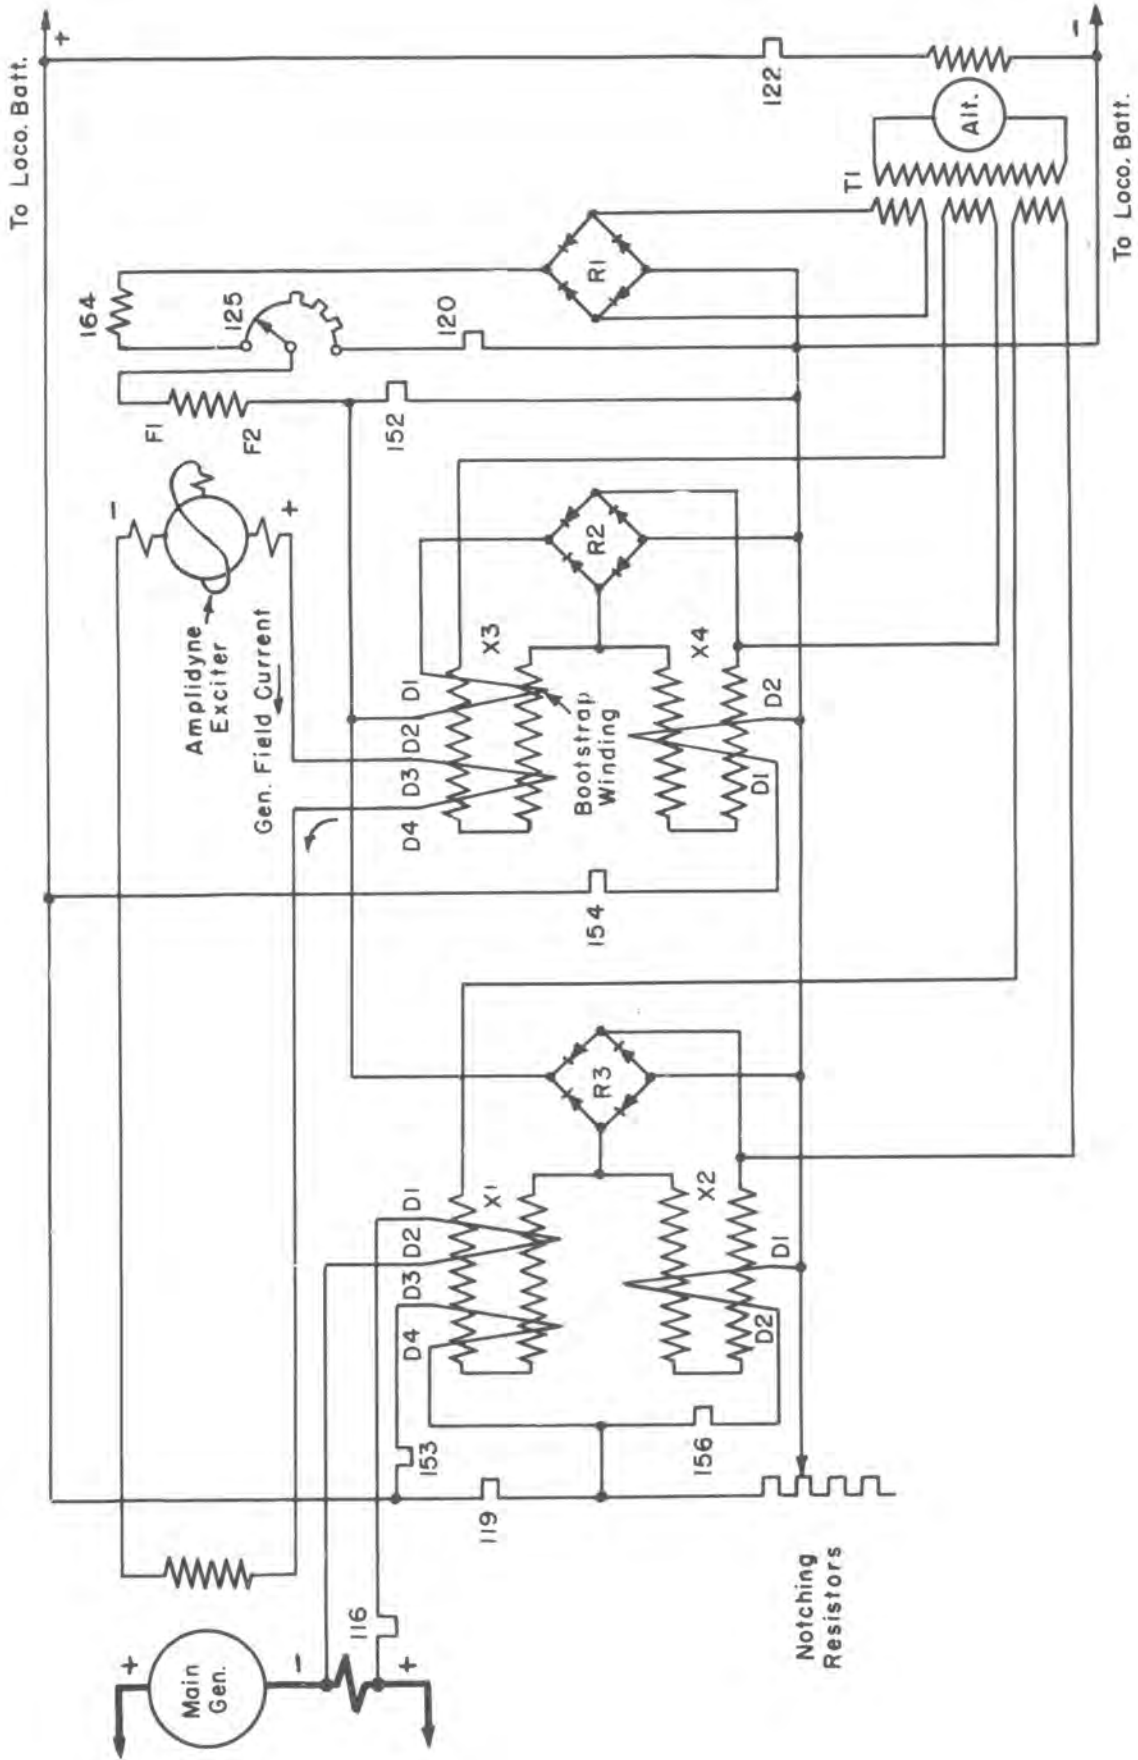 To Loco. Batt.
+
−
122
Alt.
T1
To Loco. Batt.
164
125
120
R1
F1
F2
152
−
+
Amplidyne
Exciter
Gen. Field Current
R2
X3
X4
D1
D2
D3
D4
Bootstrap
Winding
D2
D1
154
R3
X1
X2
D1
D2
D3
D4
D1
D2
153
156
119
116
Notching
Resistors
+
Main
Gen.
−
+